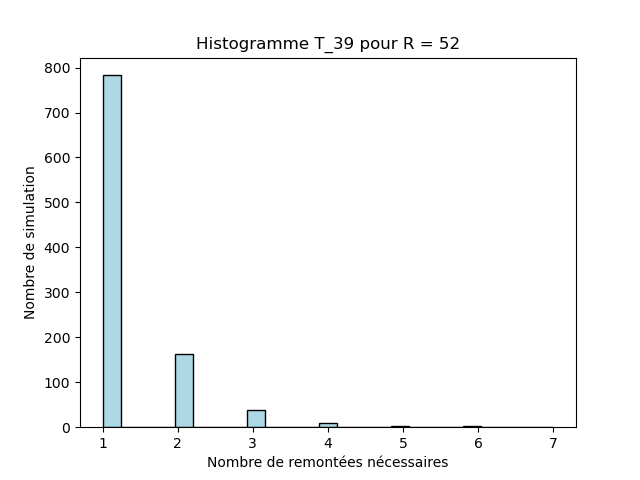 Histogramme T_39 pour R = 52
800
700
600
500
400
300
200
100
0
Nombre de simulation
1 2 3 4 5 6 7
Nombre de remontées nécessaires